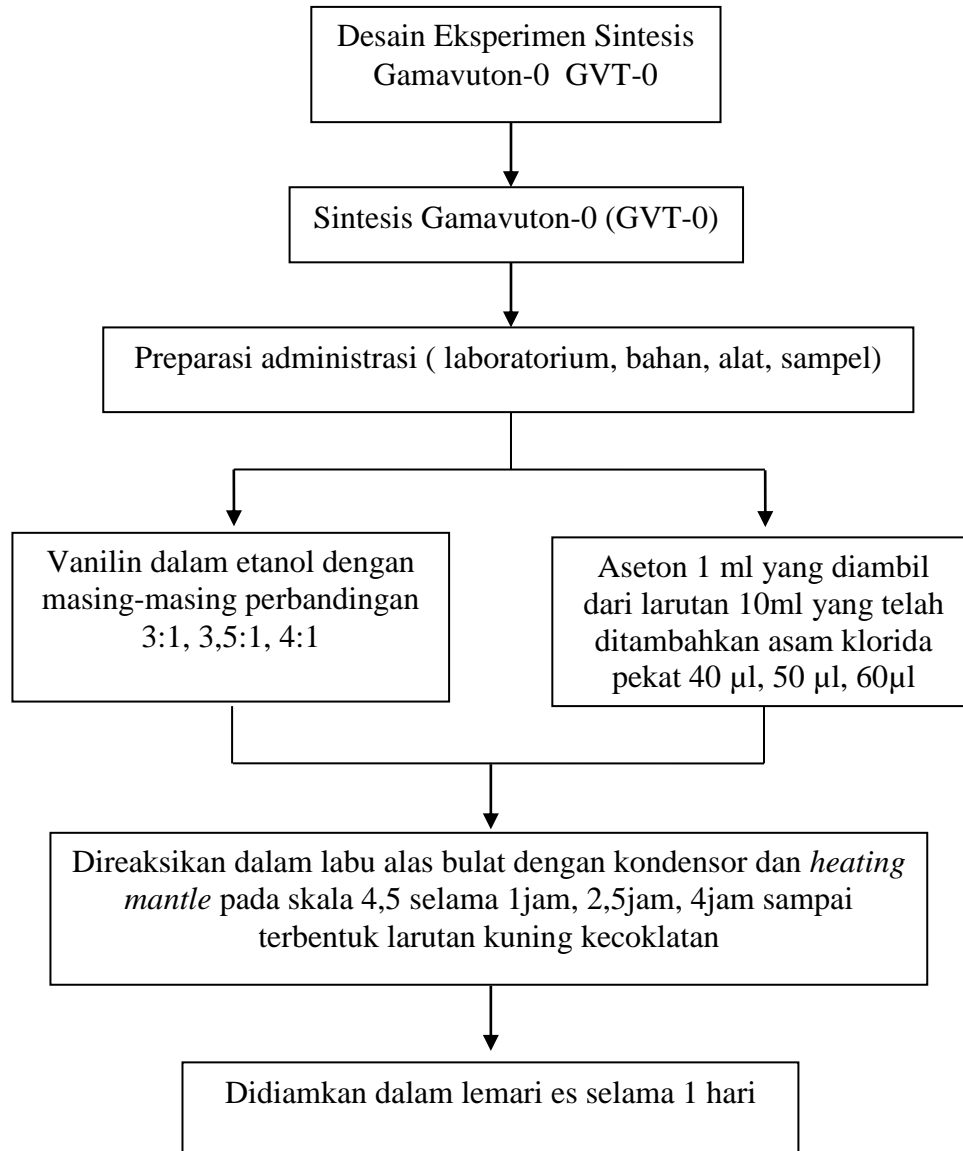 Desain Eksperimen Sintesis
Gamavuton-0  GVT-0
Sintesis Gamavuton-0 (GVT-0)
Preparasi administrasi ( laboratorium, bahan, alat, sampel)
Vanilin dalam etanol dengan
masing-masing perbandingan
3:1, 3,5:1, 4:1
Aseton 1 ml yang diambil
dari larutan 10ml yang telah
ditambahkan asam klorida
pekat 40 µl, 50 µl, 60µl
Direaksikan dalam labu alas bulat dengan kondensor dan heating
mantle pada skala 4,5 selama 1jam, 2,5jam, 4jam sampai
terbentuk larutan kuning kecoklatan
Didiamkan dalam lemari es selama 1 hari